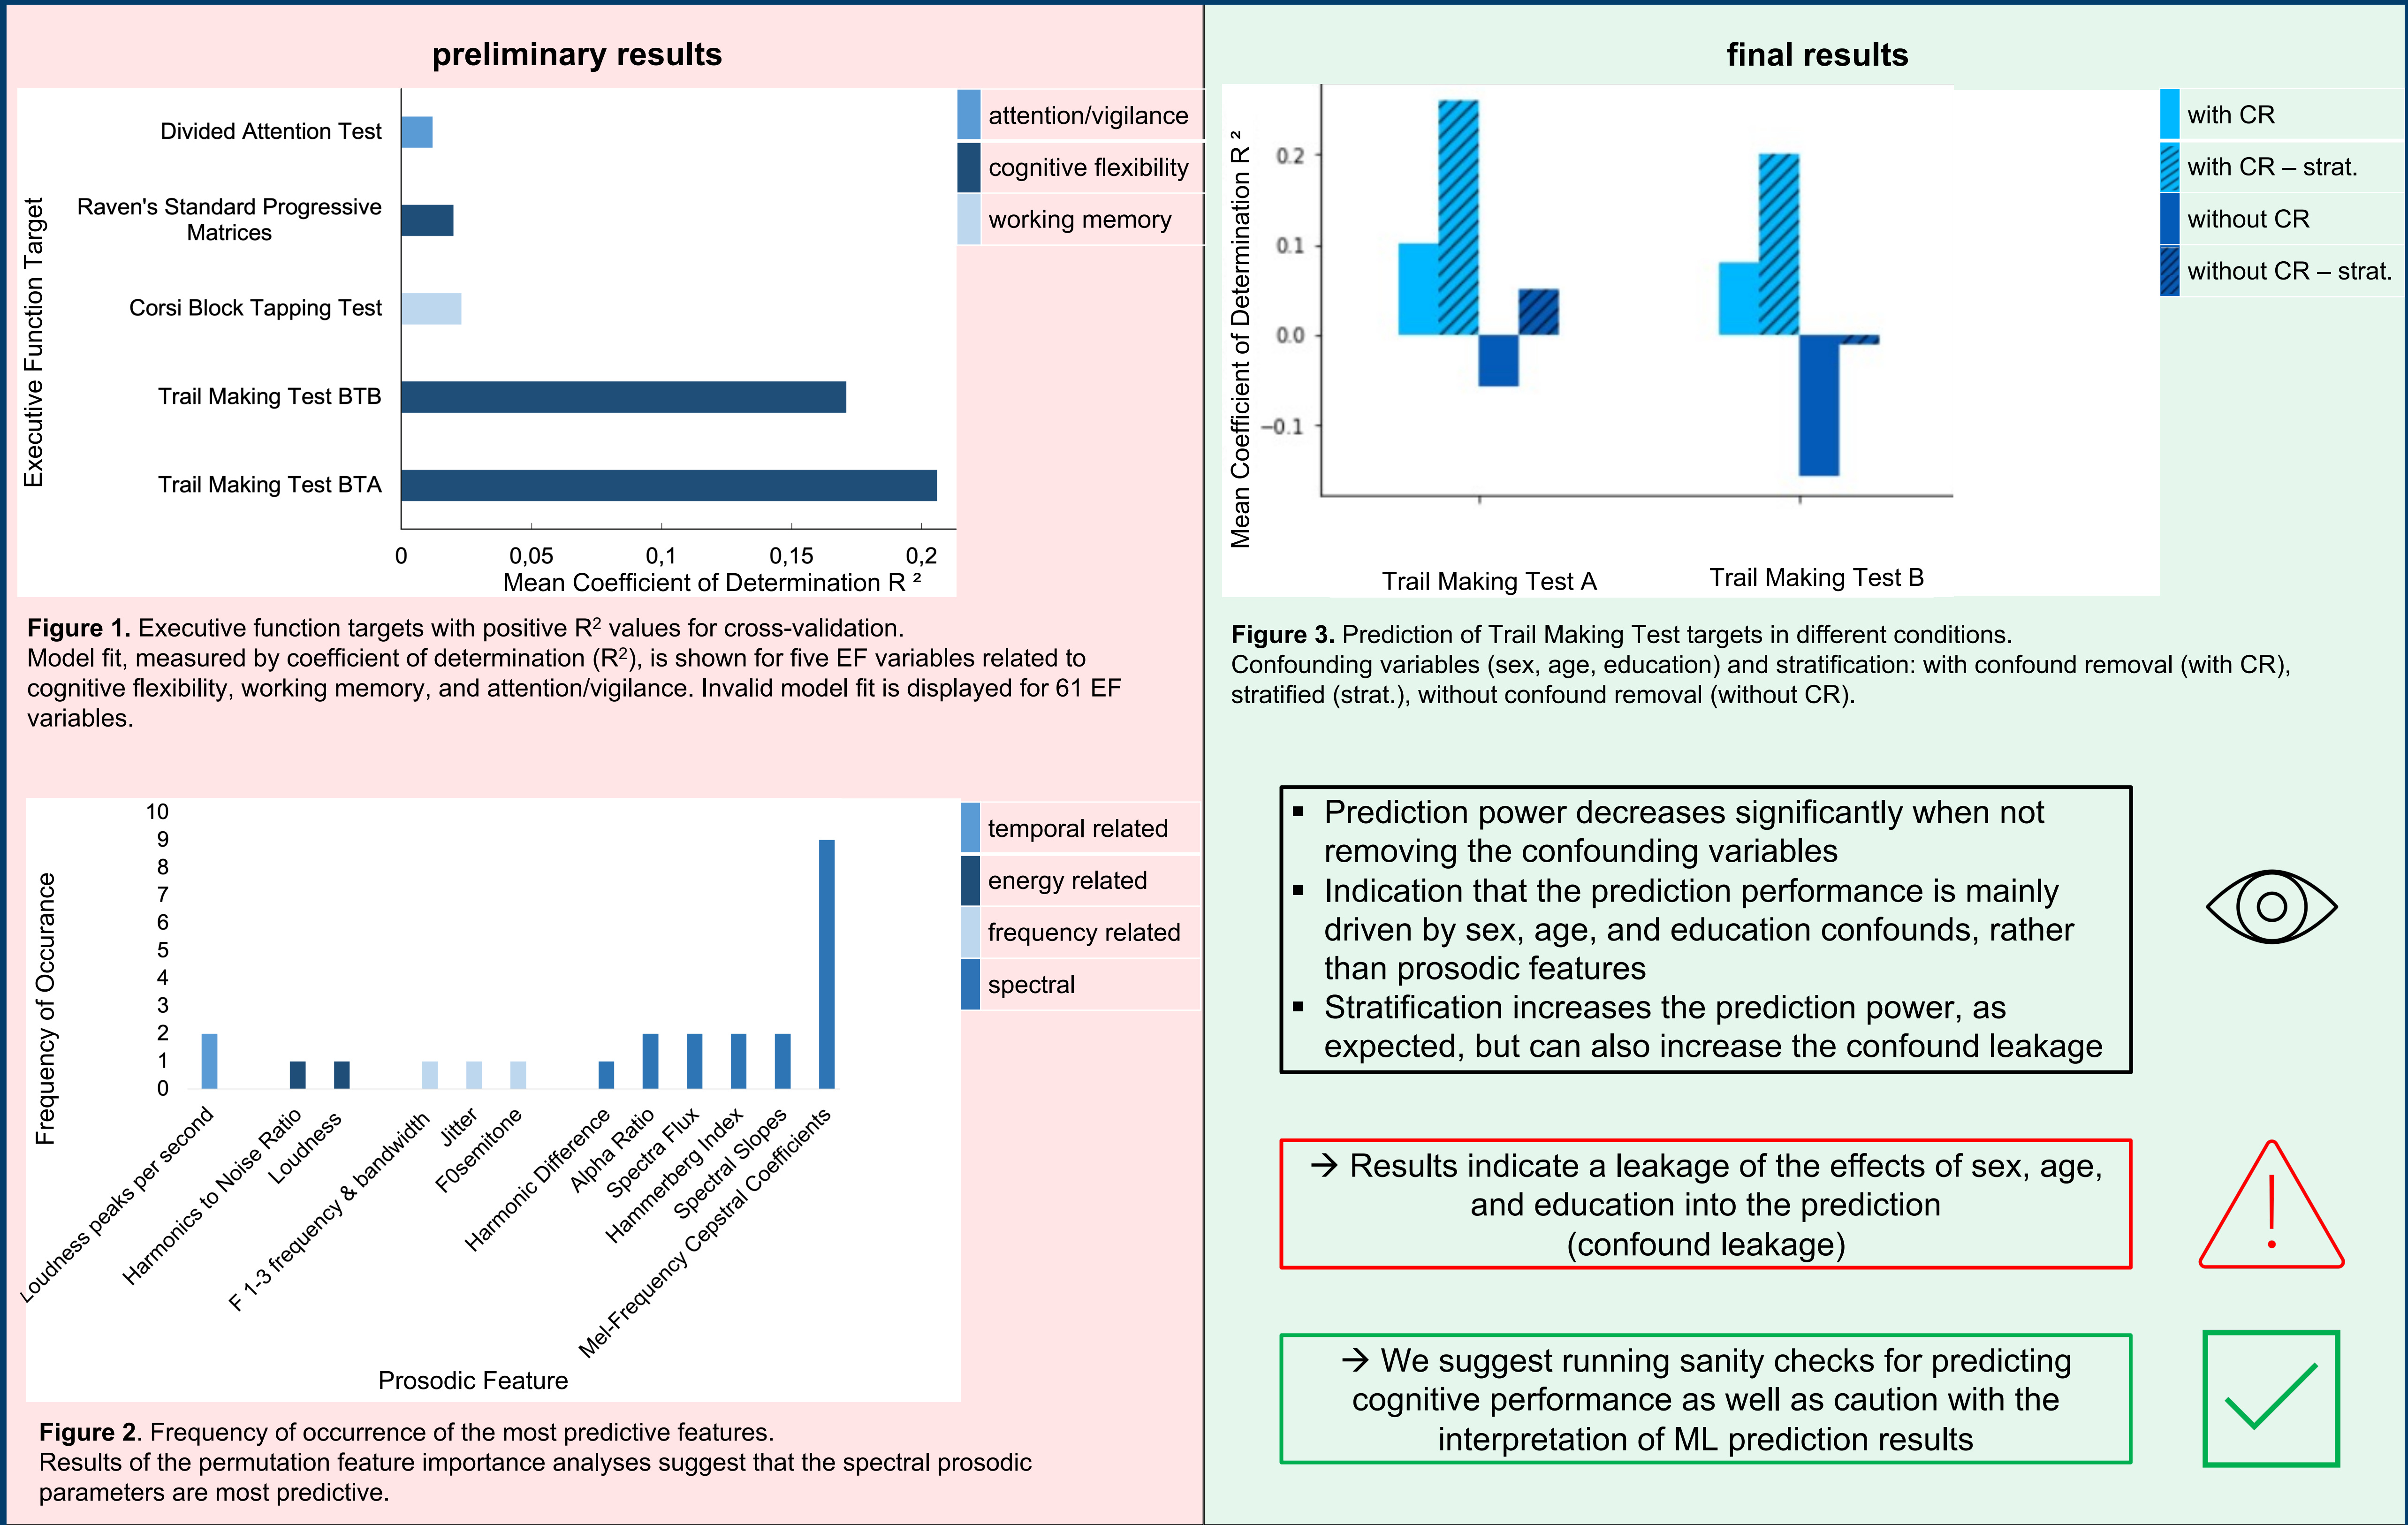 preliminary results
Divided Attention Test
Raven's Standard Progressive
Matrices
Corsi Block Tapping Test
Trail Making Test BTB
Trail Making Test BTA
Executive Function Target
0 0,05 0,1 0,15 0,2
Mean Coefficient of Determination R ²
attention/vigilance
cognitive flexibility
working memory
Figure 1. Executive function targets with positive R² values for cross-validation.
Model fit, measured by coefficient of determination (R²), is shown for five EF variables related to
cognitive flexibility, working memory, and attention/vigilance. Invalid model fit is displayed for 61 EF
variables.
Frequency of Occurance
10
9
8
7
6
5
4
3
2
1
0
Loudness peaks per second
Harmonics to Noise Ratio
Loudness
F 1-3 frequency & bandwidth
Jitter
F0semitone
Harmonic Difference
Alpha Ratio
Spectra Flux
Hammerberg Index
Spectral Slopes
Mel-Frequency Cepstral Coefficients
Prosodic Feature
temporal related
energy related
frequency related
spectral
Figure 2. Frequency of occurrence of the most predictive features.
Results of the permutation feature importance analyses suggest that the spectral prosodic
parameters are most predictive.
final results
Mean Coefficient of Determination R ²
0.2
0.1
0.0
−0.1
Trail Making Test A
Trail Making Test B
with CR
with CR – strat.
without CR
without CR – strat.
Figure 3. Prediction of Trail Making Test targets in different conditions.
Confounding variables (sex, age, education) and stratification: with confound removal (with CR),
stratified (strat.), without confound removal (without CR).
▪ Prediction power decreases significantly when not
removing the confounding variables
▪ Indication that the prediction performance is mainly
driven by sex, age, and education confounds, rather
than prosodic features
▪ Stratification increases the prediction power, as
expected, but can also increase the confound leakage
→ Results indicate a leakage of the effects of sex, age,
and education into the prediction
(confound leakage)
→ We suggest running sanity checks for predicting
cognitive performance as well as caution with the
interpretation of ML prediction results